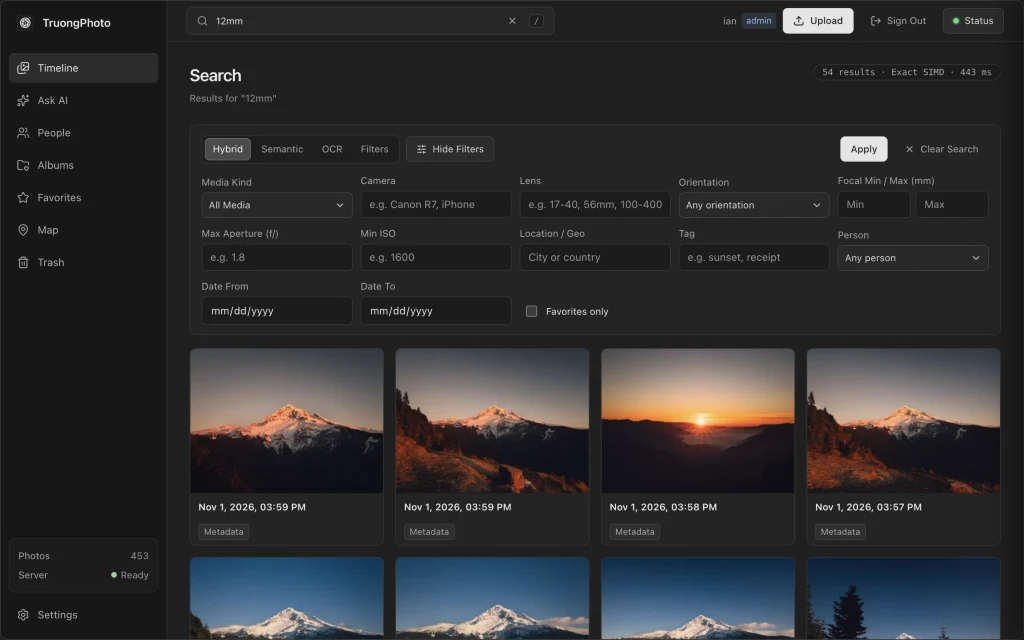 TruongPhoto
12mm
/
ian admin Upload Sign Out Status
Timeline
Ask AI
People
Albums
Favorites
Map
Trash
Photos 453
Server Ready
Settings
Search
Results for "12mm"
54 results · Exact SIMD · 443 ms
Hybrid Semantic OCR Filters Hide Filters Apply Clear Search
Media Kind Camera Lens Orientation Focal Min / Max (mm)
All Media e.g. Canon R7, iPhone e.g. 17-40, 56mm, 100-400 Any orientation Min Max
Max Aperture (f/) Min ISO Location / Geo Tag Person
e.g. 1.8 e.g. 1600 City or country e.g. sunset, receipt Any person
Date From Date To
mm/dd/yyyy mm/dd/yyyy Favorites only
Nov 1, 2026, 03:59 PM Nov 1, 2026, 03:59 PM Nov 1, 2026, 03:58 PM Nov 1, 2026, 03:57 PM
Metadata Metadata Metadata Metadata